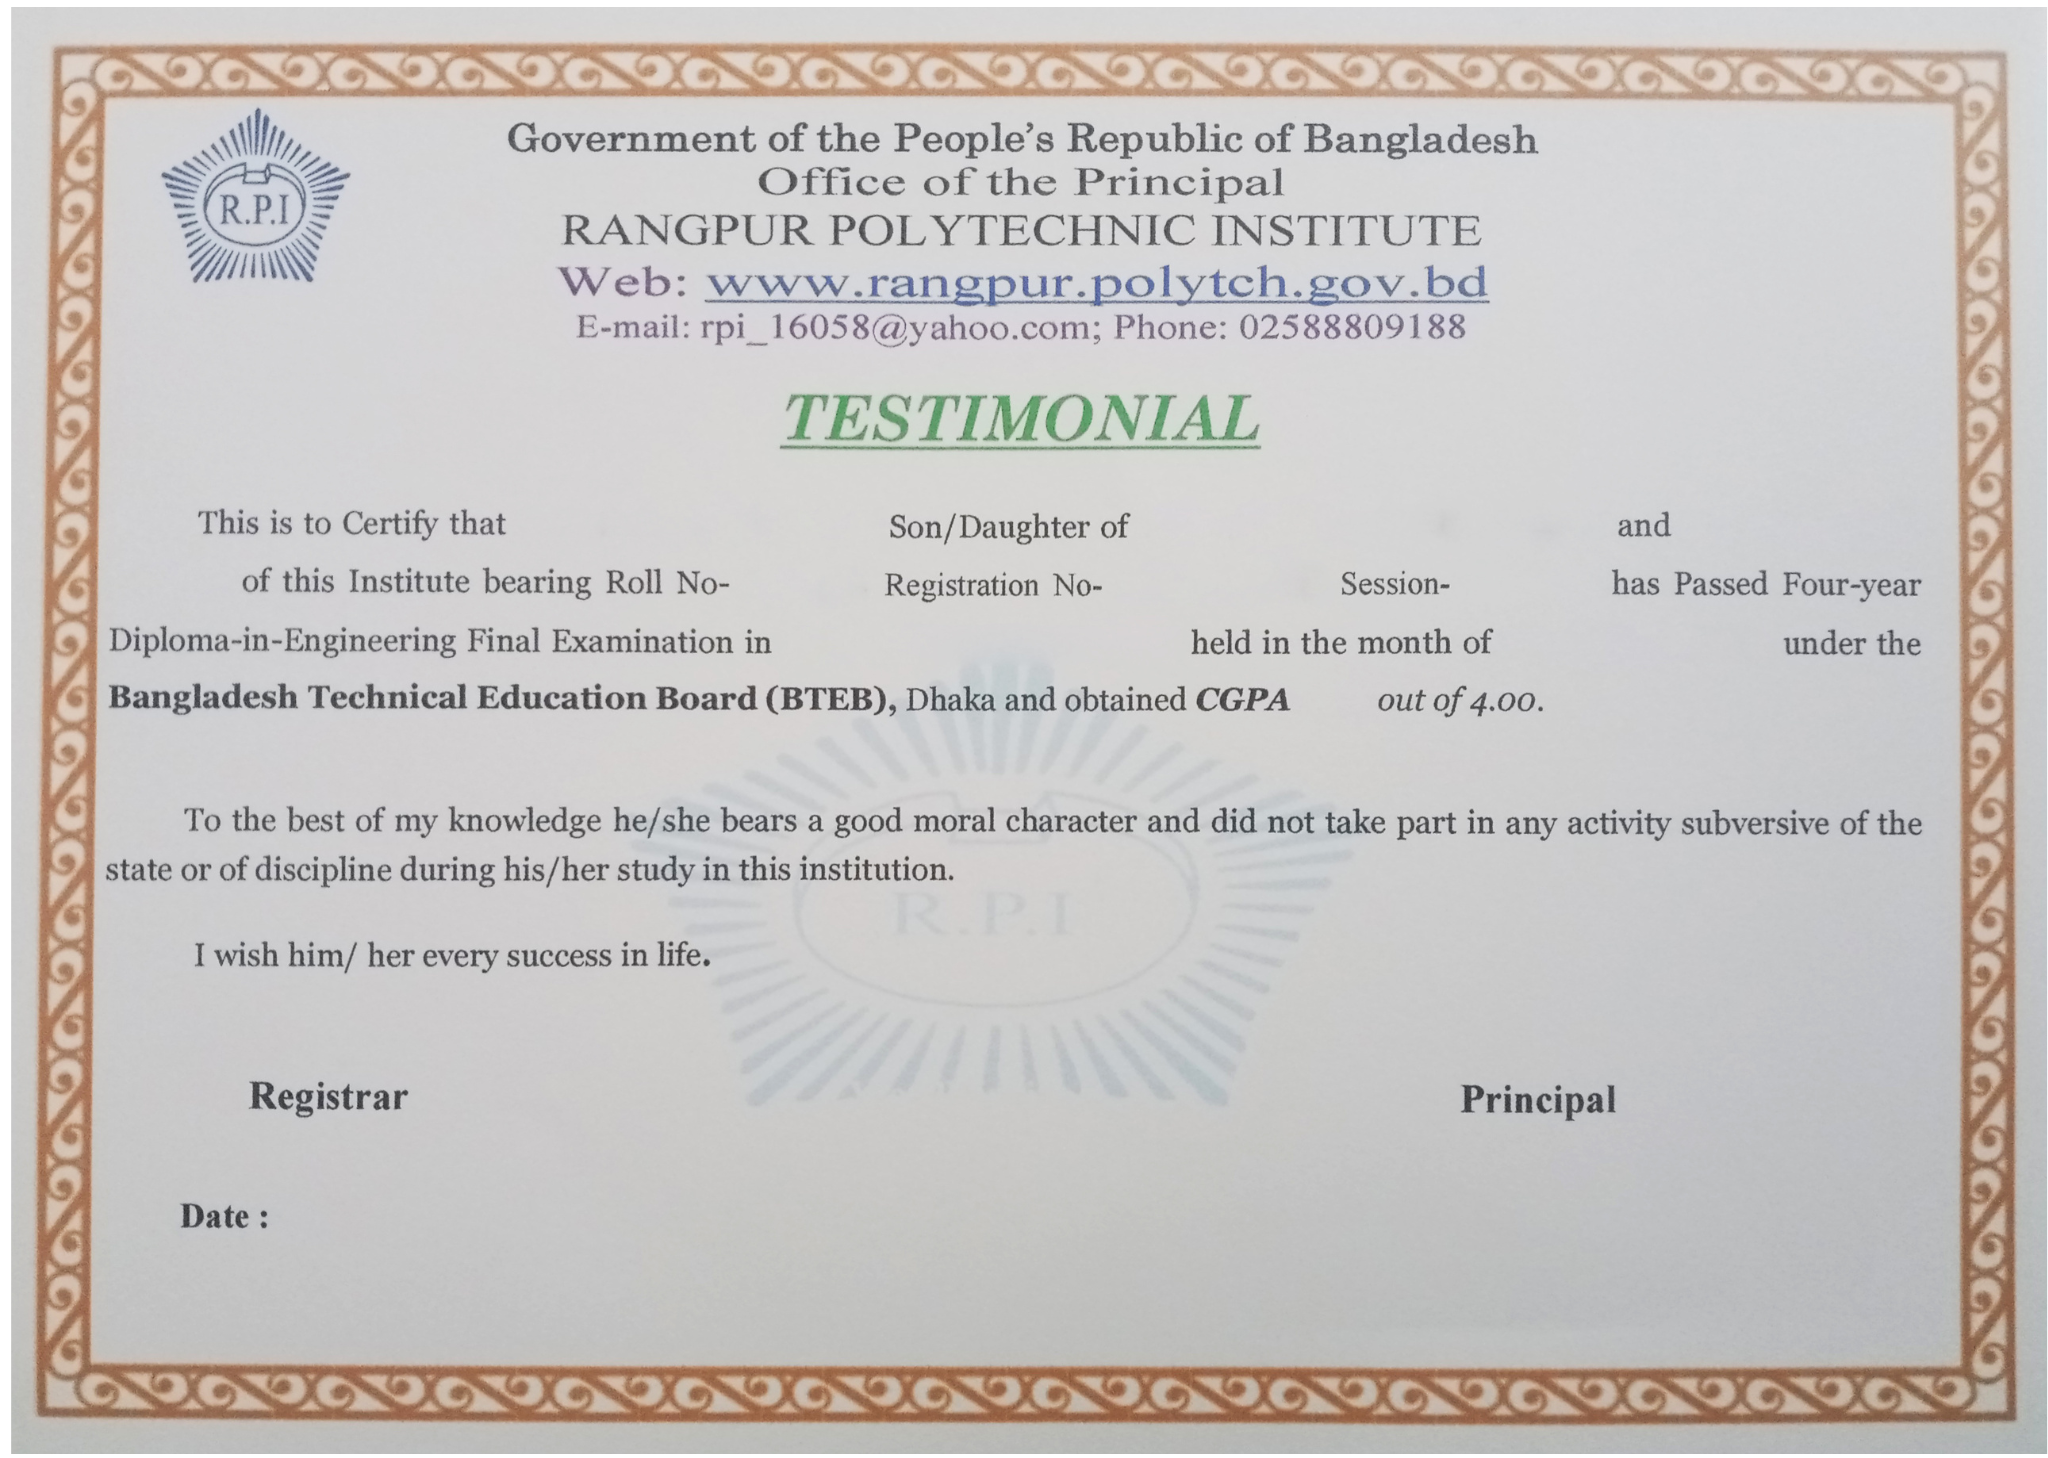 R.P.I
Government of the People's Republic of Bangladesh
Office of the Principal
RANGPUR POLYTECHNIC INSTITUTE
Web: www.rangpur.polytch.gov.bd
E-mail: rpi_16058@yahoo.com; Phone: 02588809188
TESTIMONIAL
This is to Certify that Son/Daughter of and
of this Institute bearing Roll No- Registration No- Session- has Passed Four-year
Diploma-in-Engineering Final Examination in held in the month of under the
Bangladesh Technical Education Board (BTEB), Dhaka and obtained CGPA out of 4.00.
To the best of my knowledge he/she bears a good moral character and did not take part in any activity subversive of the
state or of discipline during his/her study in this institution.
R.P.I
I wish him/ her every success in life.
Registrar Principal
Date :